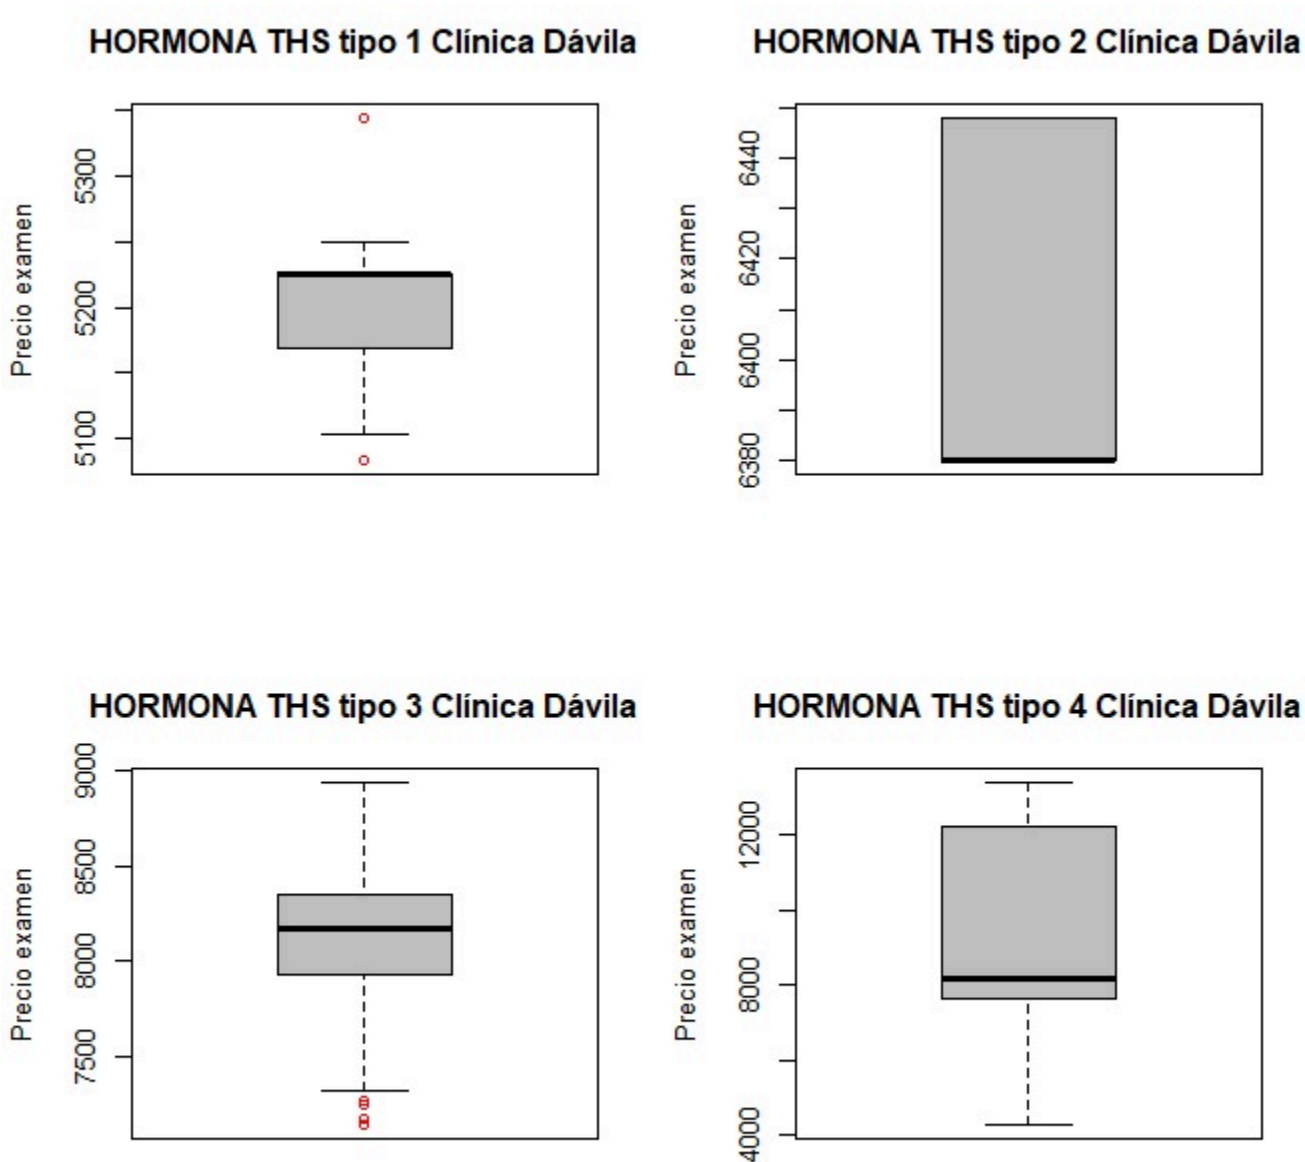 HORMONA THS tipo 1 Clínica Dávila
Precio examen
5300
5200
5100
HORMONA THS tipo 2 Clínica Dávila
Precio examen
6440
6420
6400
6380
HORMONA THS tipo 3 Clínica Dávila
Precio examen
9000
8500
8000
7500
HORMONA THS tipo 4 Clínica Dávila
Precio examen
12000
8000
4000